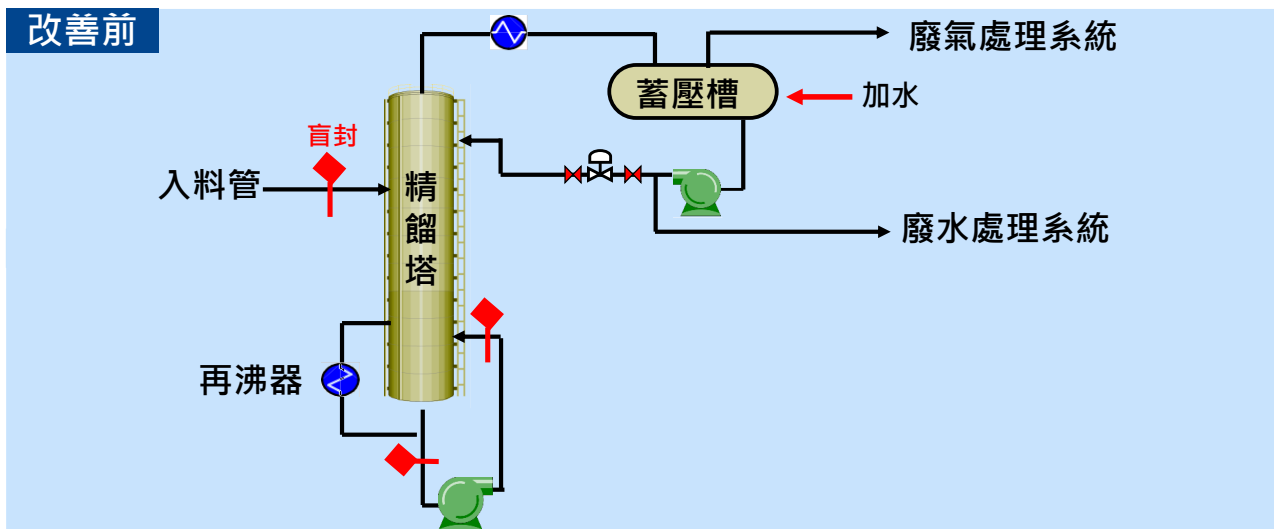 改善前
廢氣處理系統
蓄壓槽
加水
盲封
入料管
精餾塔
廢水處理系統
再沸器